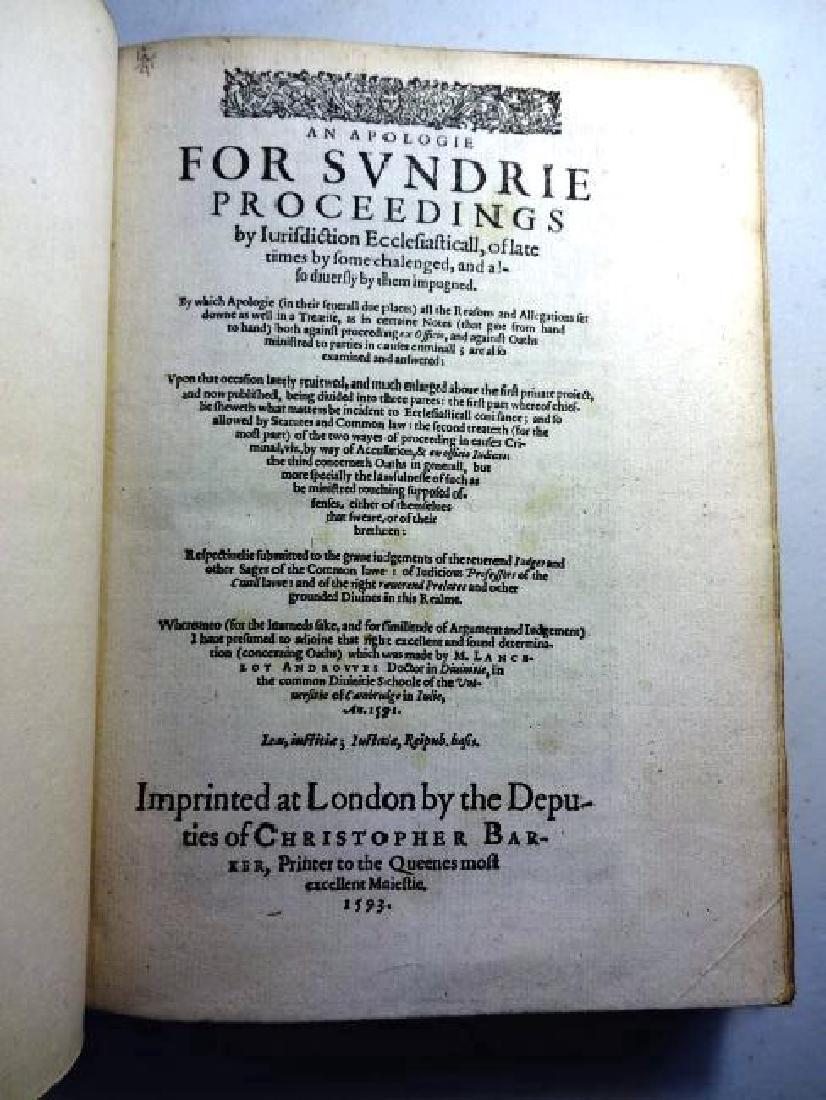 AN APOLOGIE
FOR SVNDRIE
PROCEEDINGS
by Iuriſdiction Eccleſiaſticall, of late
times by ſome chalenged, and al-
ſo diuerſly by them impugned.
By which Apologie (in their ſeuerall due places) all the Reaſons and Allegations ſet
downe as well in a Treatiſe, as in certaine Notes (that goe from hand
to hand) both againſt proceeding ex Officio, and againſt Oaths
miniſtred to parties in cauſes criminall; are alſo
examined and anſwered:
Vpon that occaſion lately reuiewed, and much enlarged aboue the firſt priuate proiect,
and now publiſhed, being diuided into three partes: the firſt part whereof chief-
lie ſheweth what matters be incident to Eccleſiaſticall conuſance; and ſo
allowed by Statutes and Common law: the ſecond treateth (for the
moſt part) of the two wayes of proceeding in cauſes Cri-
minal, viz. by way of Accuſation, & ex officio Iudicis:
the third concerneth Oaths in generall, but
more ſpecially the lawfulneſſe of ſuch as
be miniſtred touching ſuppoſed of-
fenſes, either of themſelues
that ſweare, or of their
brethren:
Reſpectiuelie ſubmitted to the graue iudgements of the reuerend Iudges and
other Sages of the Common lawe: of Iudicious Profeſſors of the
Ciuill lawe: and of the right reuerend Prelates and other
grounded Diuines in this Realme.
Whereunto (for the learneds ſake, and for ſimilitude of Argument and Iudgement)
I haue preſumed to adioine that right excellent and ſound determina-
tion (concerning Oaths) which was made by M. LANCE-
LOT ANDROVVES Doctor in Diuinitie, in
the common Diuinitie Schoole of the Vni-
uerſitie of Cambridge in Iulie,
An. 1591.
Lex, iuſtitiæ; Iuſtitia, Reipub. baſis.
Imprinted at London by the Depu-
ties of CHRISTOPHER BAR-
KER, Printer to the Queenes moſt
excellent Maieſtie.
1593.